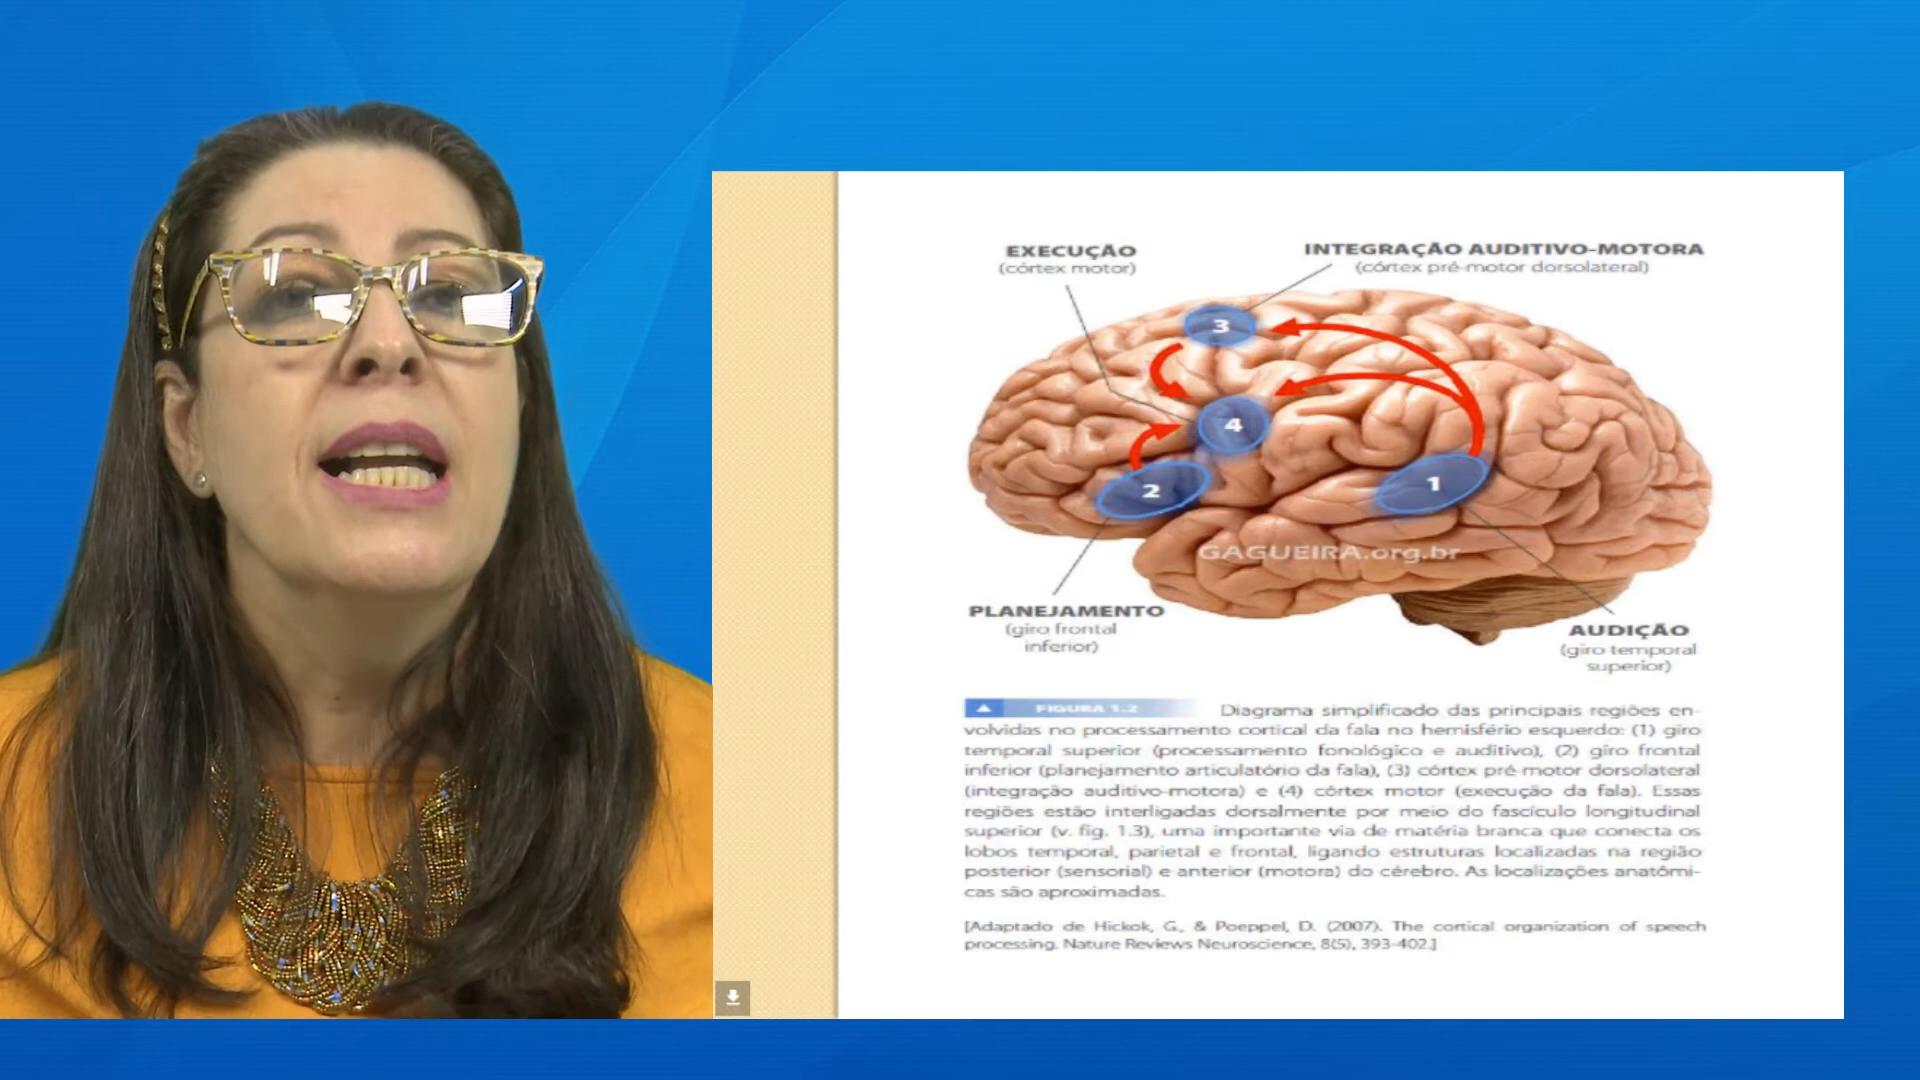 EXECUÇÃO
(córtex motor)
INTEGRAÇÃO AUDITIVO-MOTORA
(córtex pré-motor dorsolateral)
3
4
2
1
GAGUEIRA.org.br
PLANEJAMENTO
(giro frontal
inferior)
AUDIÇÃO
(giro temporal
superior)
FIGURA 1.2 Diagrama simplificado das principais regiões en-
volvidas no processamento cortical da fala no hemisfério esquerdo: (1) giro
temporal superior (processamento fonológico e auditivo), (2) giro frontal
inferior (planejamento articulatório da fala), (3) córtex pré-motor dorsolateral
(integração auditivo-motora) e (4) córtex motor (execução da fala). Essas
regiões estão interligadas dorsalmente por meio do fascículo longitudinal
superior (v. fig. 1.3), uma importante via de matéria branca que conecta os
lobos temporal, parietal e frontal, ligando estruturas localizadas na região
posterior (sensorial) e anterior (motora) do cérebro. As localizações anatômi-
cas são aproximadas.
[Adaptado de Hickok, G., & Poeppel, D. (2007). The cortical organization of speech
processing. Nature Reviews Neuroscience, 8(5), 393-402.]